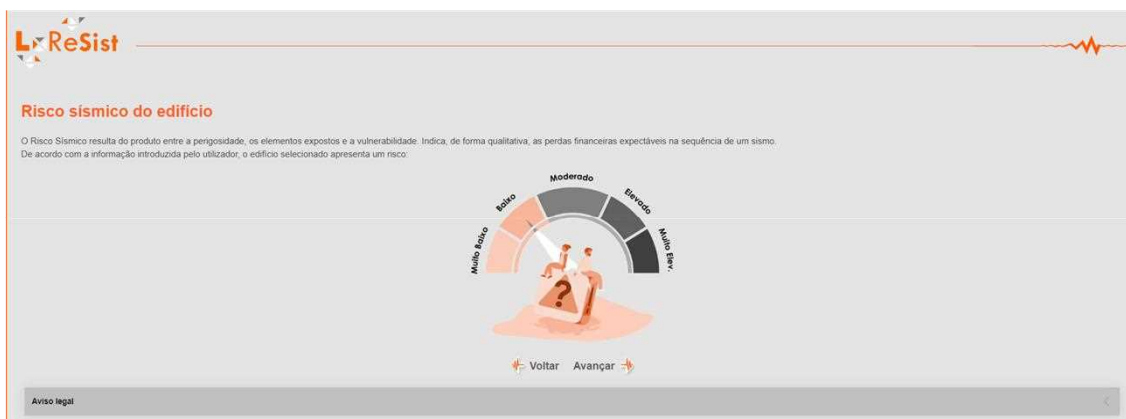 LxReSist
Risco sísmico do edifício
O Risco Sísmico resulta do produto entre a perigosidade, os elementos expostos e a vulnerabilidade. Indica, de forma qualitativa, as perdas financeiras expectáveis na sequência de um sismo.
De acordo com a informação introduzida pelo utilizador, o edifício selecionado apresenta um risco:
Muito Baixo
Baixo
Moderado
Elevado
Muito Elev.
?
Voltar Avançar
Aviso legal